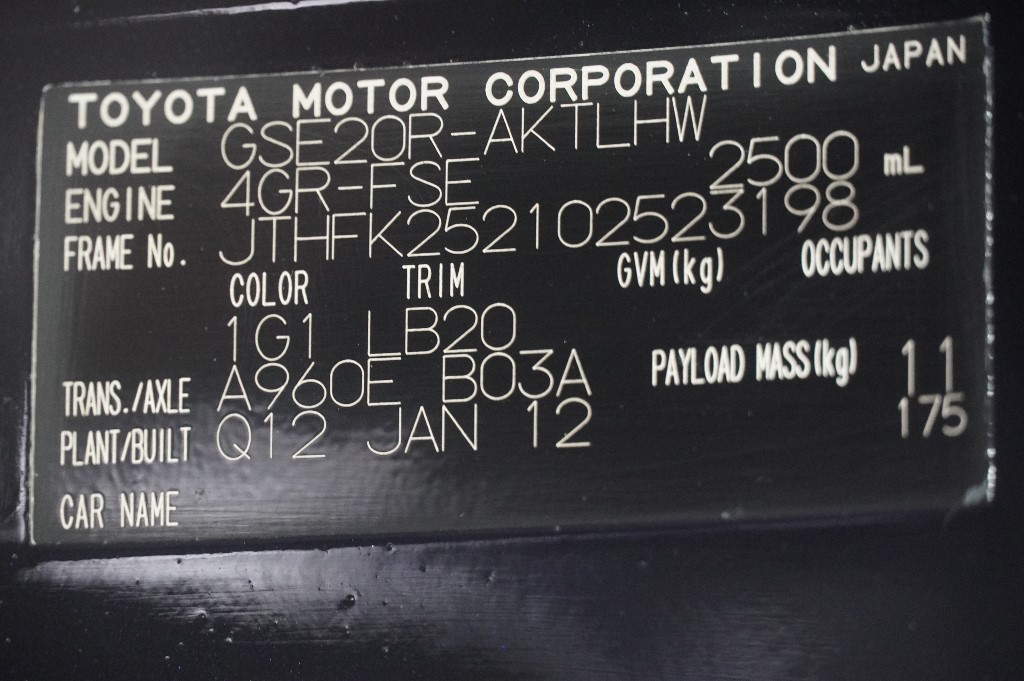 TOYOTA MOTOR CORPORATION JAPAN
MODEL GSE20R-AKTLHW
ENGINE 4GR-FSE 2500 mL
FRAME No. JTHFK252102523198
COLOR TRIM GVM(kg) OCCUPANTS
1G1 LB20
TRANS./AXLE A960E B03A PAYLOAD MASS(kg) 11
PLANT/BUILT Q12 JAN 12 175
CAR NAME